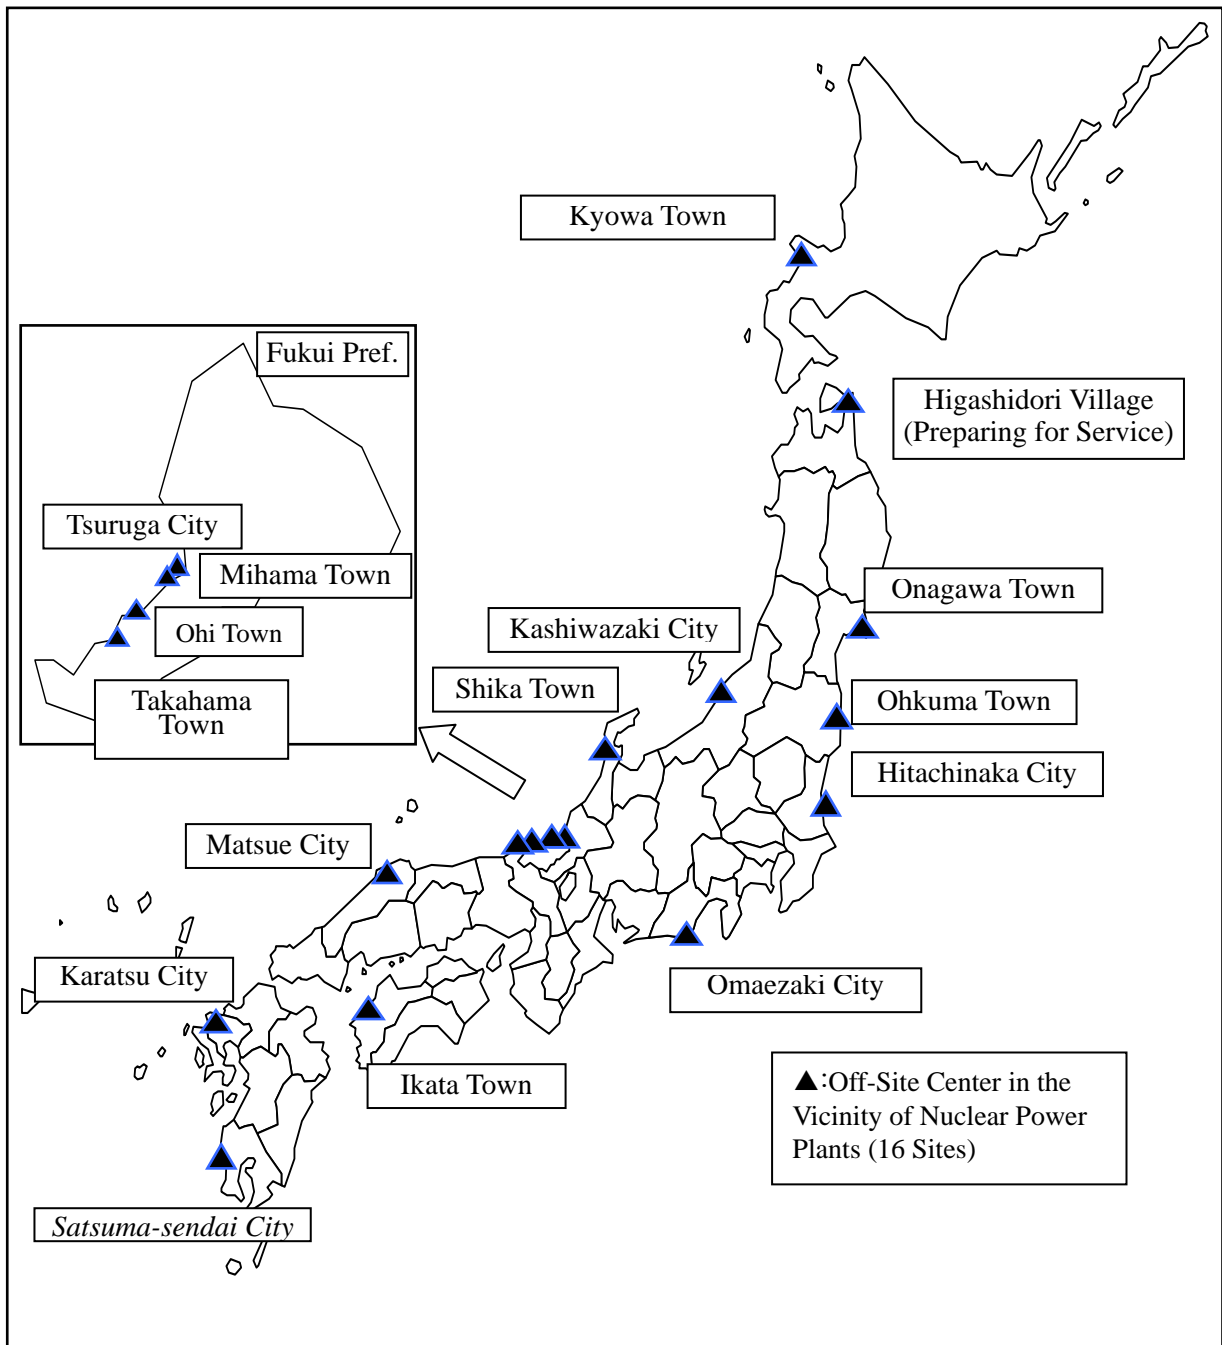 Kyowa Town
Fukui Pref.
Higashidori Village
(Preparing for Service)
Tsuruga City
Mihama Town
Ohi Town
Takahama
Town
Onagawa Town
Kashiwazaki City
Shika Town
Ohkuma Town
Hitachinaka City
Matsue City
Karatsu City
Omaezaki City
Ikata Town
▲:Off-Site Center in the
Vicinity of Nuclear Power
Plants (16 Sites)
Satsuma-sendai City